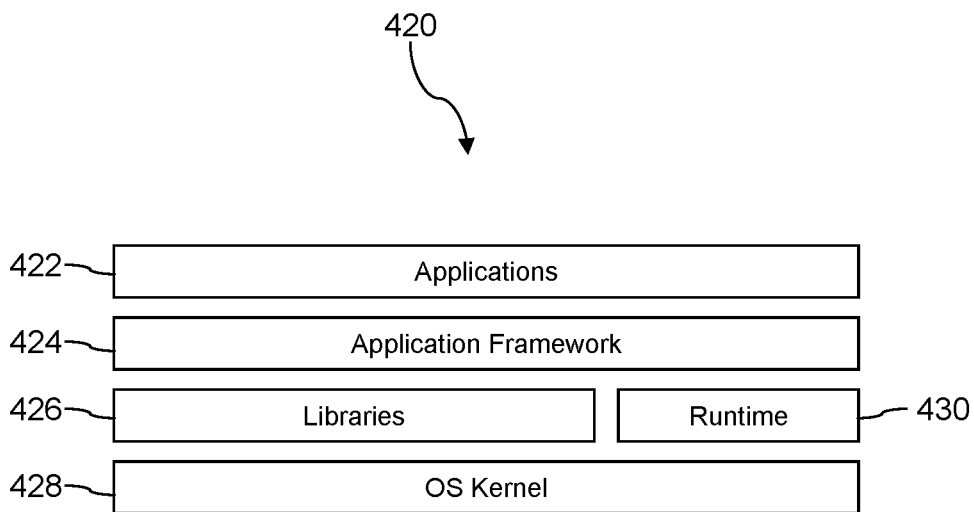 420
422 Applications
424 Application Framework
426 Libraries Runtime 430
428 OS Kernel